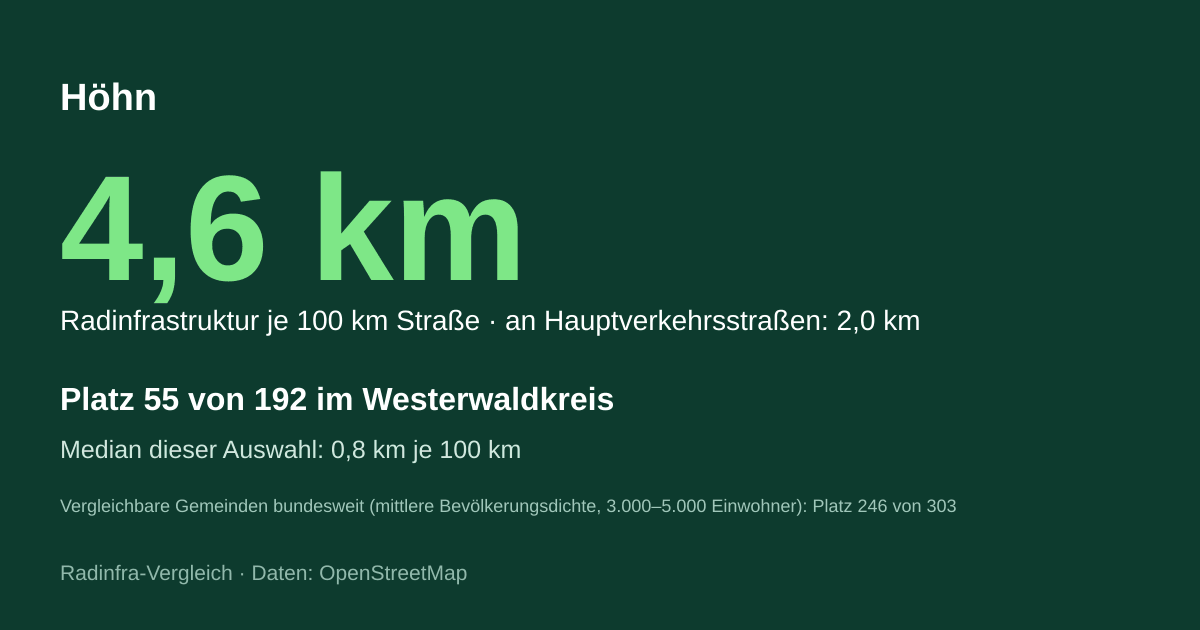 Höhn
4,6 km
Radinfrastruktur je 100 km Straße · an Hauptverkehrsstraßen: 2,0 km
Platz 55 von 192 im Westerwaldkreis
Median dieser Auswahl: 0,8 km je 100 km
Vergleichbare Gemeinden bundesweit (mittlere Bevölkerungsdichte, 3.000–5.000 Einwohner): Platz 246 von 303
Radinfra-Vergleich · Daten: OpenStreetMap